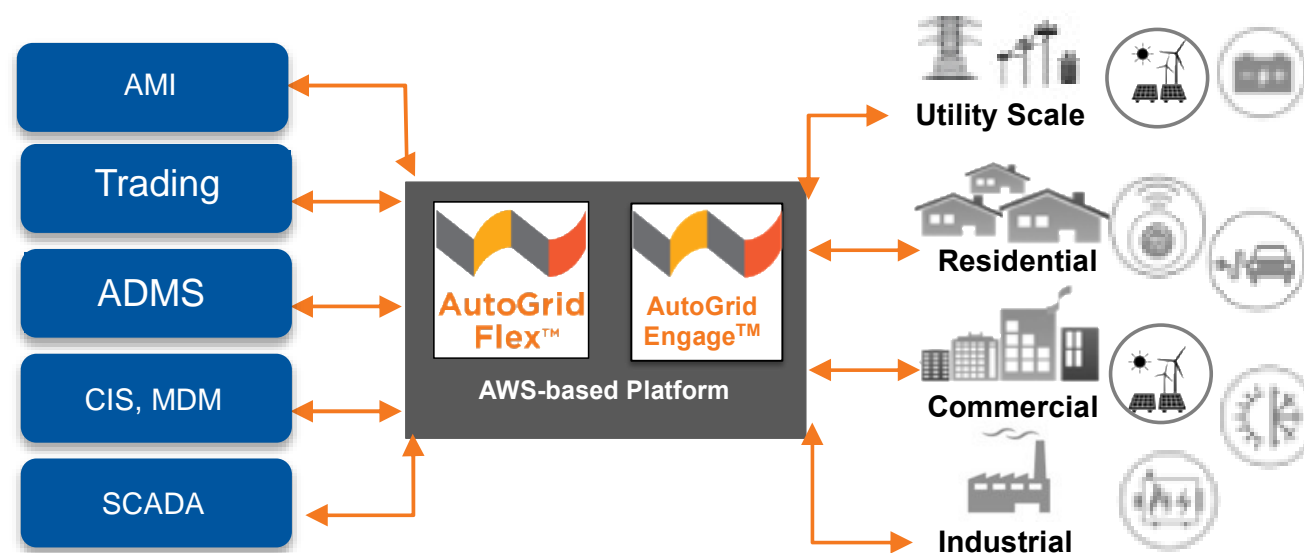 AMI
Trading
ADMS
CIS, MDM
SCADA
AutoGrid
Flex™
AutoGrid
Engage™
AWS-based Platform
Utility Scale
Residential
Commercial
Industrial